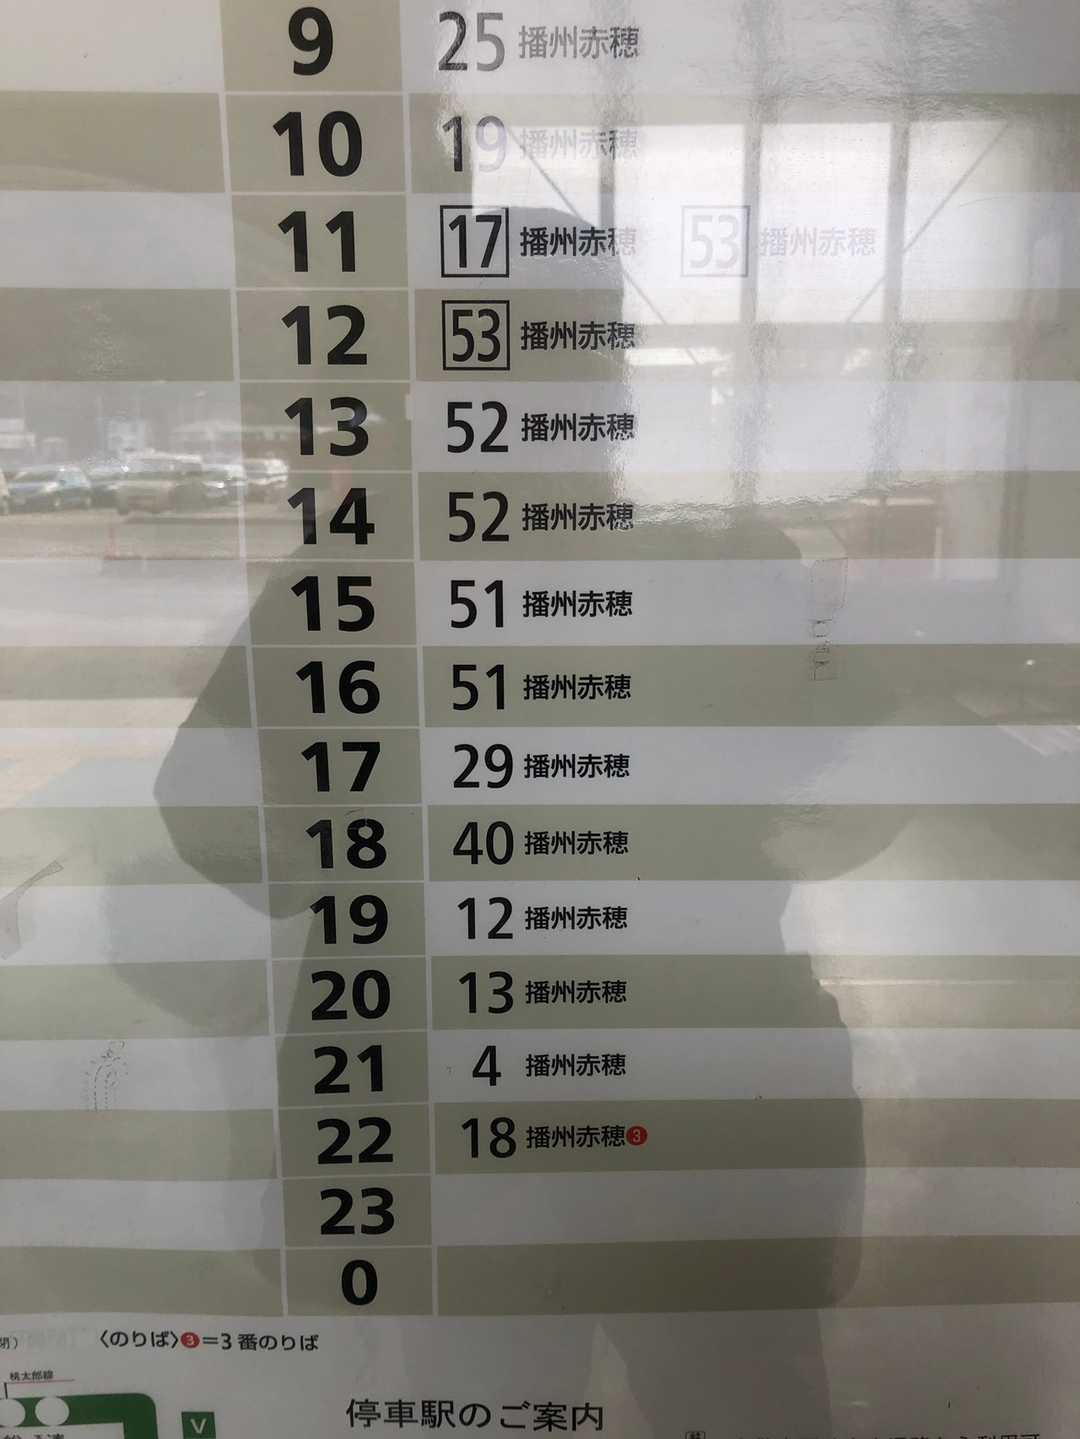 9 25 播州赤穂
10 19 播州赤穂
11 17 播州赤穂 53 播州赤穂
12 53 播州赤穂
13 52 播州赤穂
14 52 播州赤穂
15 51 播州赤穂
16 51 播州赤穂
17 29 播州赤穂
18 40 播州赤穂
19 12 播州赤穂
20 13 播州赤穂
21 4 播州赤穂
22 18 播州赤穂3
23
0
〈のりば〉3=3番のりば
桃太郎線
V
停車駅のご案内